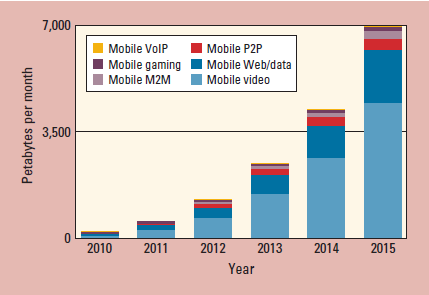 7,000
Mobile VoIP
Mobile P2P
Mobile gaming
Mobile Web/data
Mobile M2M
Mobile video
Petabytes per month
3,500
0
2010 2011 2012 2013 2014 2015
Year